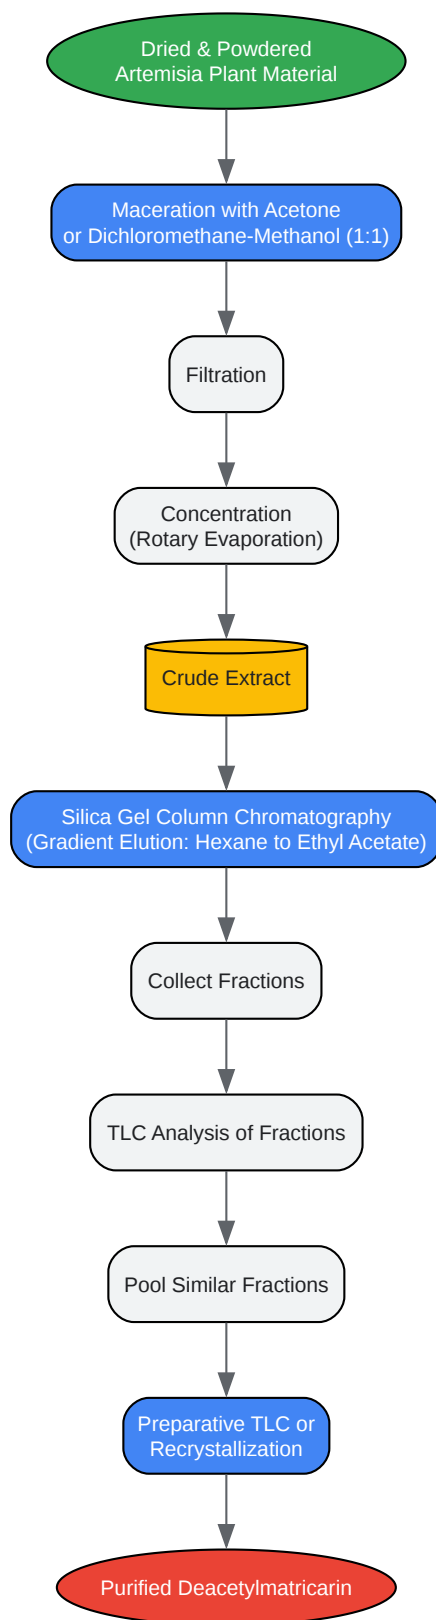 Dried & Powdered
Artemisia Plant Material
Maceration with Acetone
or Dichloromethane-Methanol (1:1)
Filtration
Concentration
(Rotary Evaporation)
Crude Extract
Silica Gel Column Chromatography
(Gradient Elution: Hexane to Ethyl Acetate)
Collect Fractions
TLC Analysis of Fractions
Pool Similar Fractions
Preparative TLC or
Recrystallization
Purified Deacetylmatricarin